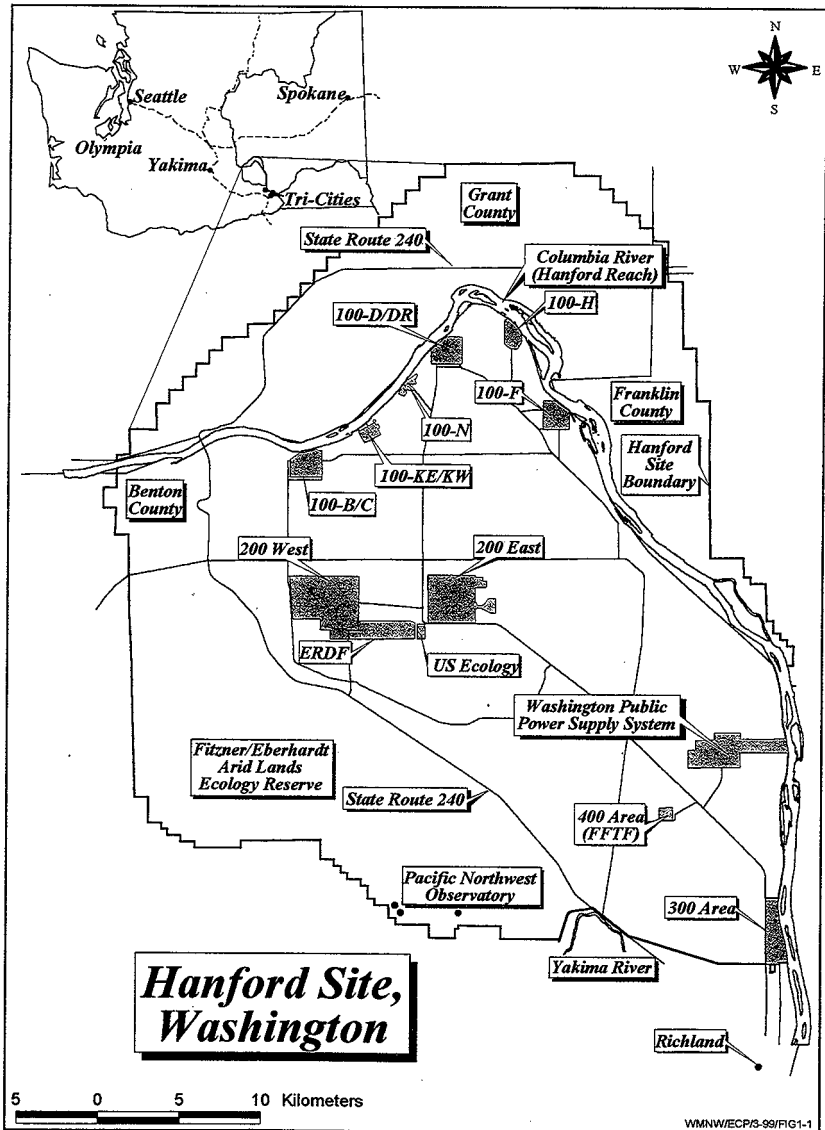 N
W
E
S
Seattle
Spokane
Olympia
Yakima
Tri-Cities
Grant
County
State Route 240
Columbia River
(Hanford Reach)
100-H
100-D/DR
100-F
Franklin
County
100-N
Hanford
Site
Boundary
100-KE/KW
Benton
County
100-B/C
200 West
200 East
ERDF
US Ecology
Washington Public
Power Supply System
Fitzner/Eberhardt
Arid Lands
Ecology Reserve
State Route 240
400 Area
(FFTF)
Pacific Northwest
Observatory
300 Area
Yakima River
Hanford Site,
Washington
Richland
5 0 5 10 Kilometers
WMNW/ECP/3-99/FIG1-1